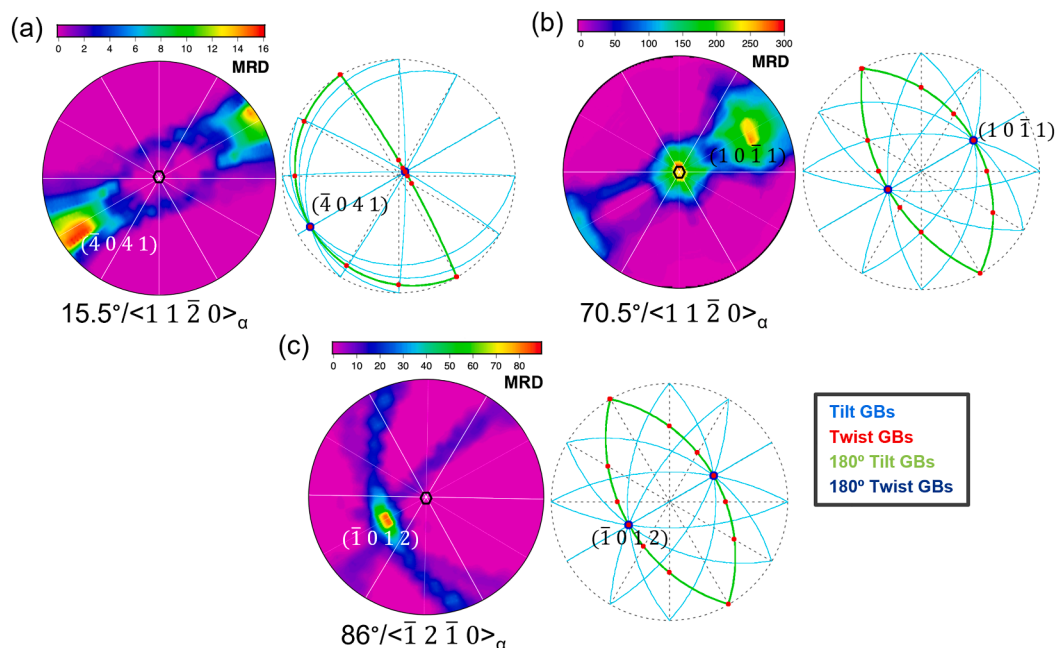 (a)
0 2 4 6 8 10 12 14 16
MRD
(4̅ 0 4 1)
(4̅ 0 4 1)
15.5°/<1 1 2̅ 0>α
(b)
0 50 100 150 200 250 300
MRD
(1 0 1̅ 1)
(1 0 1̅ 1)
70.5°/<1 1 2̅ 0>α
(c)
0 10 20 30 40 50 60 70 80
MRD
(1̅ 0 1 2)
(1̅ 0 1 2)
86°/<1̅ 2 1̅ 0>α
Tilt GBs
Twist GBs
180º Tilt GBs
180º Twist GBs